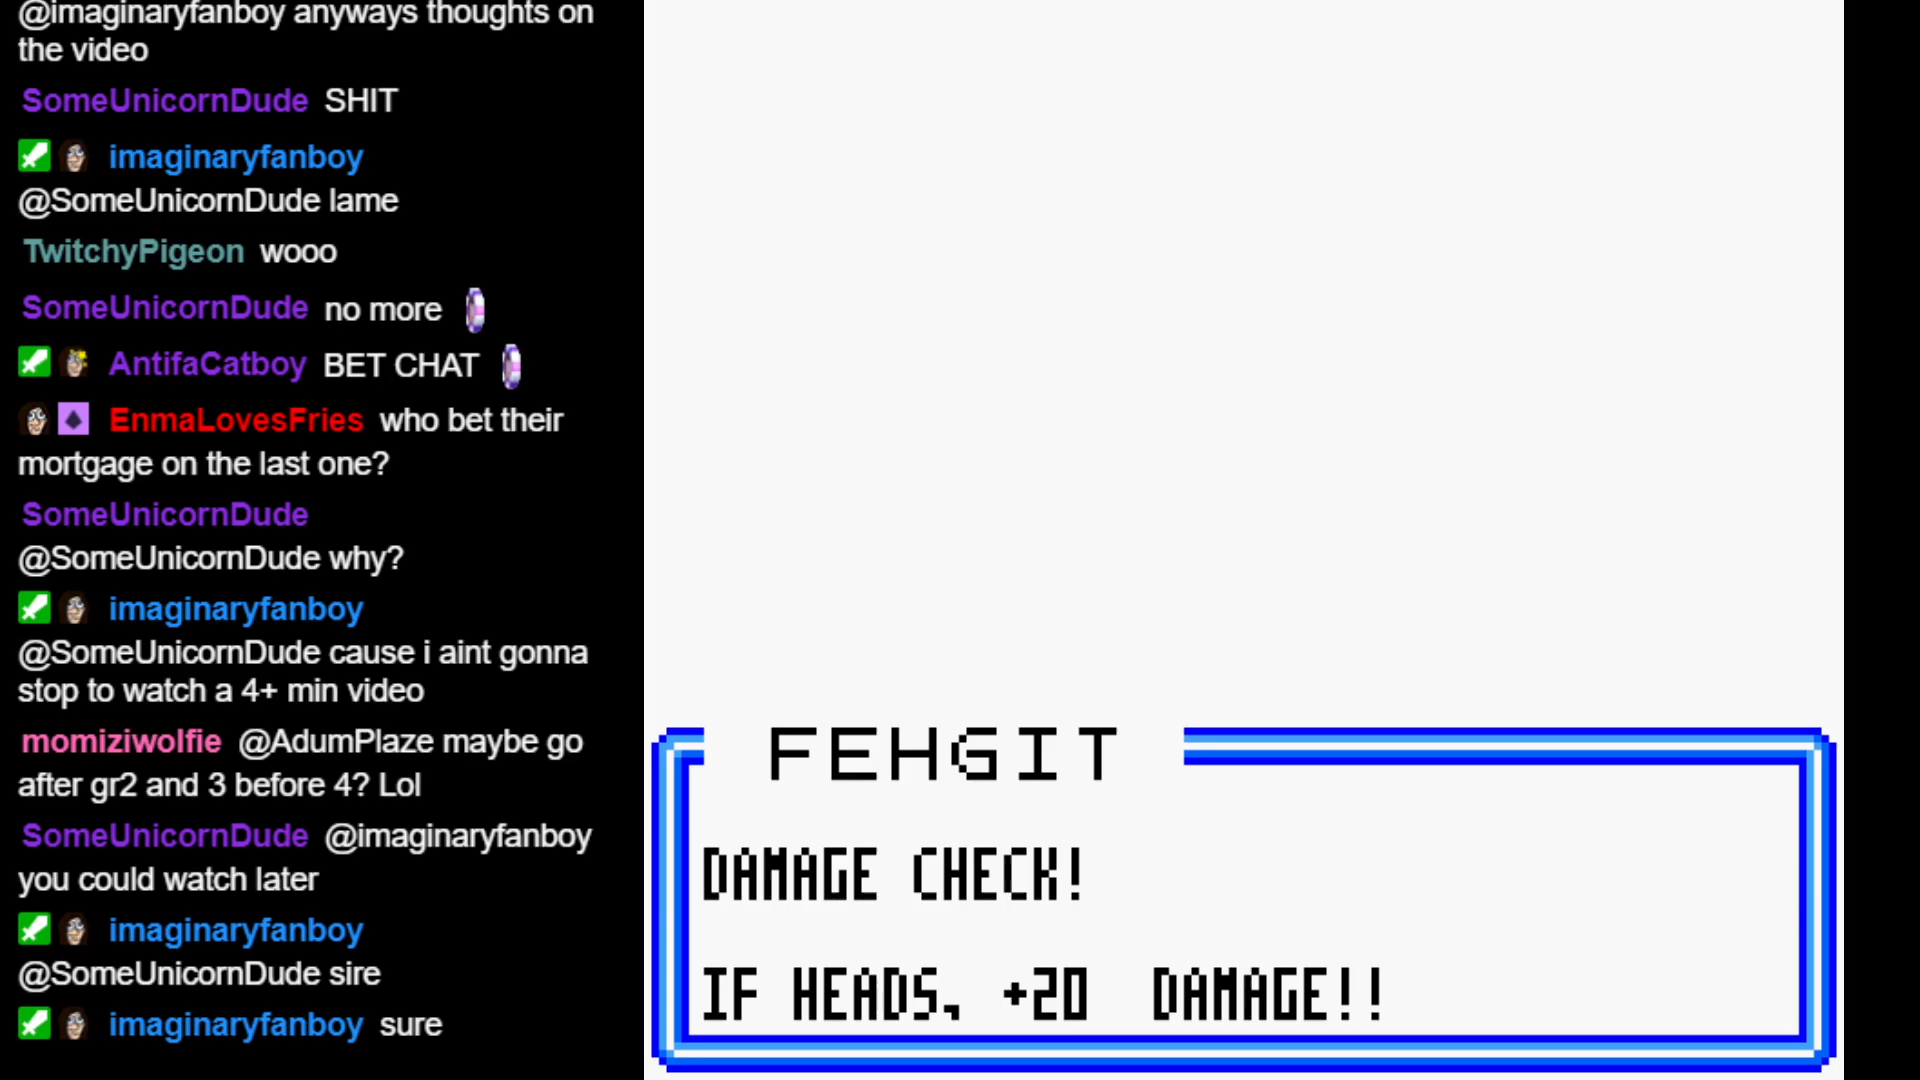 @imaginaryfanboy anyways thoughts on
the video
SomeUnicornDude SHIT
imaginaryfanboy
@SomeUnicornDude lame
TwitchyPigeon wooo
SomeUnicornDude no more
AntifaCatboy BET CHAT
EnmaLovesFries who bet their
mortgage on the last one?
SomeUnicornDude
@SomeUnicornDude why?
imaginaryfanboy
@SomeUnicornDude cause i aint gonna
stop to watch a 4+ min video
momiziwolfie @AdumPlaze maybe go
after gr2 and 3 before 4? Lol
SomeUnicornDude @imaginaryfanboy
you could watch later
imaginaryfanboy
@SomeUnicornDude sire
imaginaryfanboy sure
FEHGIT
DAMAGE CHECK!
IF HEADS, +20 DAMAGE!!